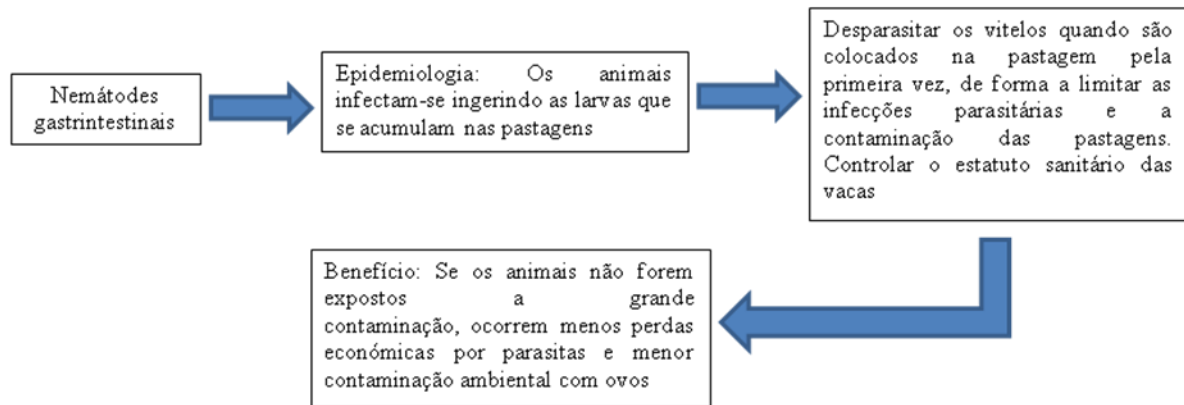 Nemátodes
gastrintestinais
Epidemiologia: Os animais
infectam-se ingerindo as larvas que
se acumulam nas pastagens
Desparasitar os vitelos quando são
colocados na pastagem pela
primeira vez, de forma a limitar as
infecções parasitárias e a
contaminação das pastagens.
Controlar o estatuto sanitário das
vacas
Benefício: Se os animais não forem
expostos a grande
contaminação, ocorrem menos perdas
económicas por parasitas e menor
contaminação ambiental com ovos